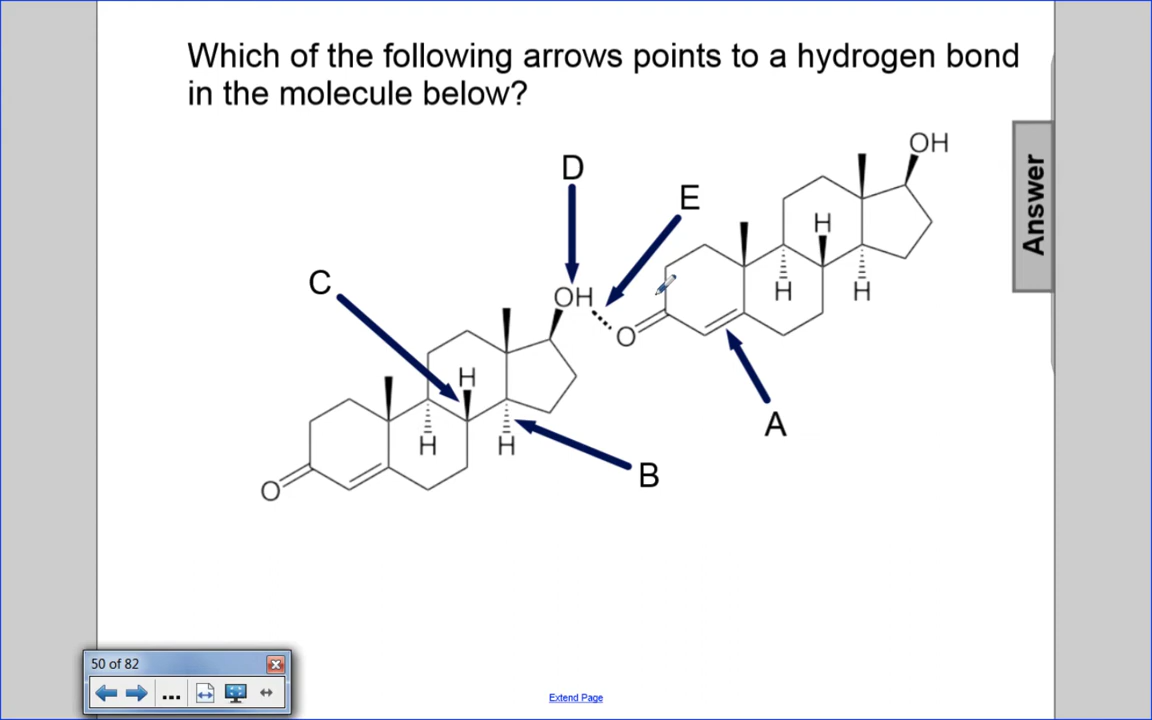 Which of the following arrows points to a hydrogen bond
in the molecule below?
OH
D
E
H
C
OH
H
H
O
H
A
H
H
B
O
Answer
50 of 82
Extend Page